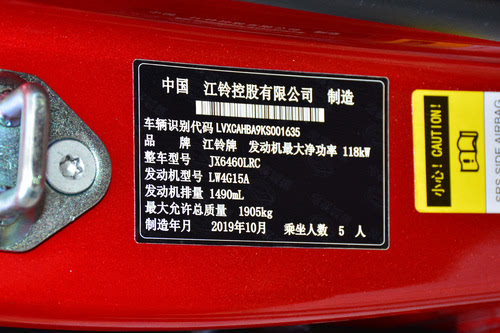 中国 江铃控股有限公司 制造
车辆识别代码 LVXCAHBA9KS001635
品牌 江铃牌 发动机最大净功率 118kW
整车型号 JX6460LRC
发动机型号 LW4G15A
发动机排量 1490mL
最大允许总质量 1905kg
制造年月 2019年10月 乘坐人数 5 人
小心! CAUTION!
SRS SIDE AIRBAG